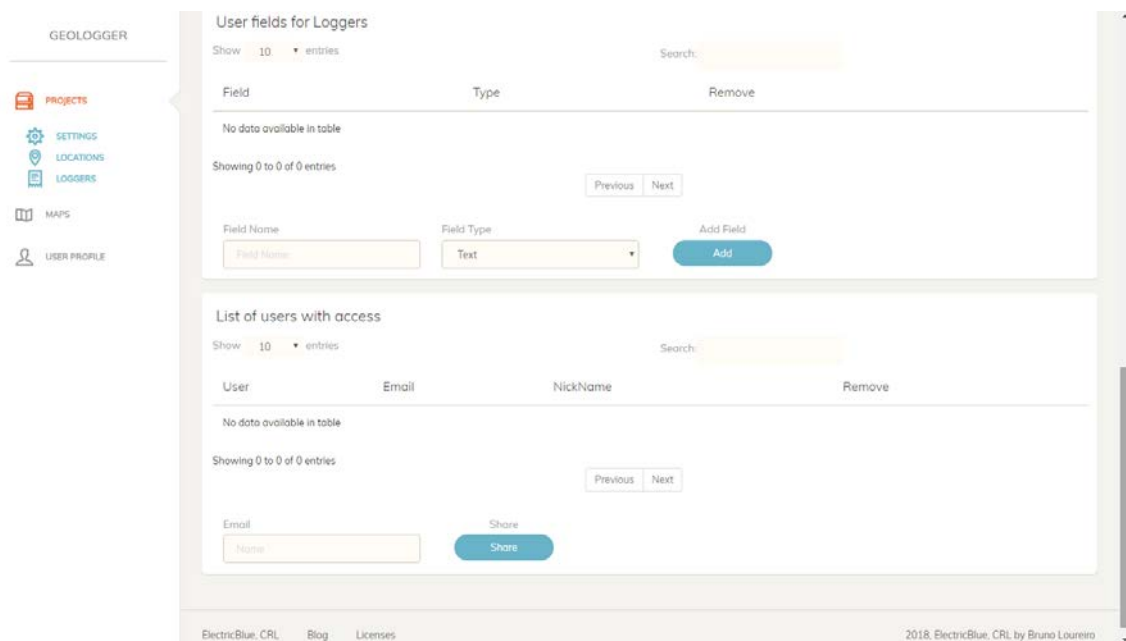 GEOLOGGER
PROJECTS
SETTINGS
LOCATIONS
LOGGERS
MAPS
USER PROFILE
User fields for Loggers
Show 10 entries Search:
Field Type Remove
No data available in table
Showing 0 to 0 of 0 entries
Previous Next
Field Name Field Type Add Field
Field Name Text Add
List of users with access
Show 10 entries Search:
User Email NickName Remove
No data available in table
Showing 0 to 0 of 0 entries
Previous Next
Email Share
Name Share
ElectricBlue, CRL Blog Licenses 2018, ElectricBlue, CRL by Bruno Loureiro